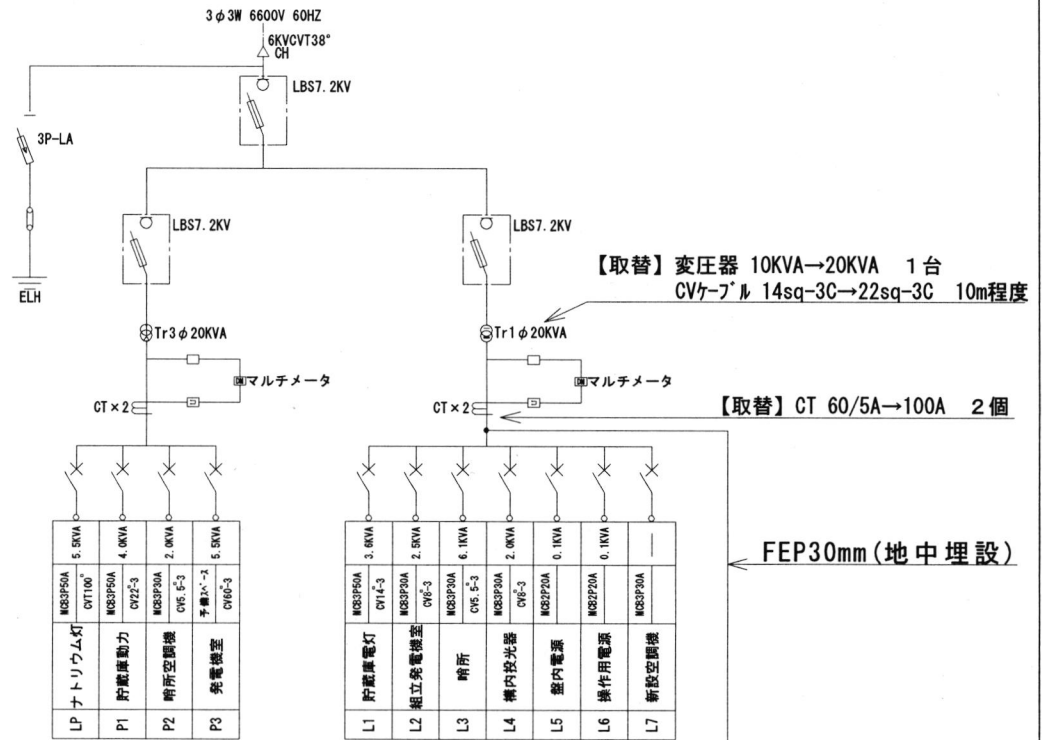 3φ3W 6600V 60HZ
6KVCVT38°
CH
LBS7.2KV
3P-LA
ELH
LBS7.2KV
LBS7.2KV
【取替】変圧器 10KVA→20KVA 1台
CVケーブル 14sq-3C→22sq-3C 10m程度
Tr3φ20KVA
Tr1φ20KVA
マルチメータ
マルチメータ
CT×2
CT×2
【取替】CT 60/5A→100A 2個
FEP30mm(地中埋設)
5.5KVA
4.0KVA
2.0KVA
5.5KVA
MCB3P50A CVT100°
MCB3P50A CV22°-3
MCB3P30A CV5.5°-3
予備スペース CV60-3
ナトリウム灯
貯蔵庫動力
哨所空調機
発電機室
LP
P1
P2
P3
3.6KVA
2.5KVA
6.1KVA
2.0KVA
0.1KVA
0.1KVA
—
MCB3P50A CV14°-3
MCB3P30A CV8°-3
MCB3P50A CV5.5°-3
MCB3P30A CV8-3
MCB2P20A
MCB2P20A
MCB3P30A
貯蔵庫電灯
組立発電機室
哨所
構内投光器
盤内電源
操作用電源
新設空調機
L1
L2
L3
L4
L5
L6
L7